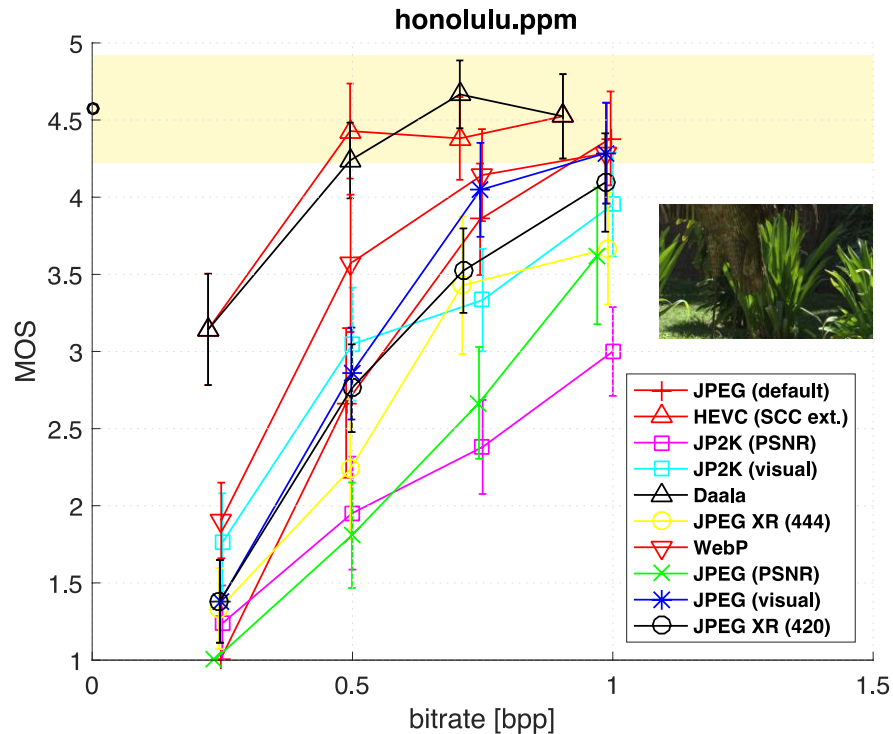 honolulu.ppm
5
4.5
4
3.5
3
2.5
2
1.5
1
MOS
JPEG (default)
HEVC (SCC ext.)
JP2K (PSNR)
JP2K (visual)
Daala
JPEG XR (444)
WebP
JPEG (PSNR)
JPEG (visual)
JPEG XR (420)
0
0.5
1
1.5
bitrate [bpp]